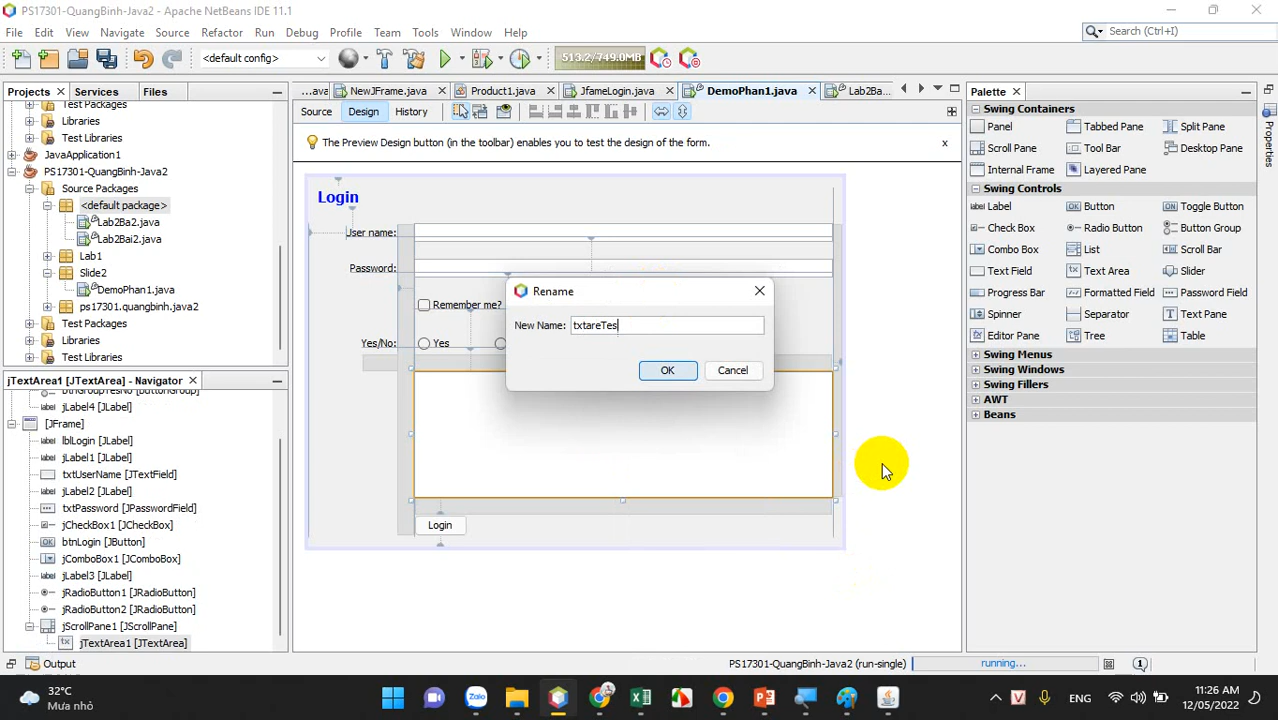 PS17301-QuangBinh-Java2 - Apache NetBeans IDE 11.1
File Edit View Navigate Source Refactor Run Debug Profile Team Tools Window Help
Search (Ctrl+I)
<default config>
513.2/749.0MB
Projects Services Files
...ava NewJFrame.java Product1.java JfameLogin.java DemoPhan1.java Lab2Ba...
Palette
Source Design History
The Preview Design button (in the toolbar) enables you to test the design of the form. x
Test Packages
Libraries
Test Libraries
JavaApplication1
PS17301-QuangBinh-Java2
Source Packages
<default package>
Lab2Ba2.java
Lab2Bai2.java
Lab1
Slide2
DemoPhan1.java
ps17301.quangbinh.java2
Test Packages
Libraries
Test Libraries
jTextArea1 [JTextArea] - Navigator
jLabel4 [JLabel]
[JFrame]
lblLogin [JLabel]
jLabel1 [JLabel]
txtUserName [JTextField]
jLabel2 [JLabel]
txtPassword [JPasswordField]
jCheckBox1 [JCheckBox]
btnLogin [JButton]
jComboBox1 [JComboBox]
jLabel3 [JLabel]
jRadioButton1 [JRadioButton]
jRadioButton2 [JRadioButton]
jScrollPane1 [JScrollPane]
jTextArea1 [JTextArea]
Login
User name:
Password:
Remember me?
Yes/No: Yes
Login
Rename
New Name: txtareTes
OK Cancel
Swing Containers
Panel Tabbed Pane Split Pane
Scroll Pane Tool Bar Desktop Pane
Internal Frame Layered Pane
Swing Controls
Label OK Button Toggle Button
Check Box Radio Button Button Group
Combo Box List Scroll Bar
Text Field Text Area Slider
Progress Bar Formatted Field Password Field
Spinner Separator Text Pane
Editor Pane Tree Table
Swing Menus
Swing Windows
Swing Fillers
AWT
Beans
Properties
Output
PS17301-QuangBinh-Java2 (run-single) running... 1
32°C
Mưa nhỏ
ENG
11:26 AM
12/05/2022